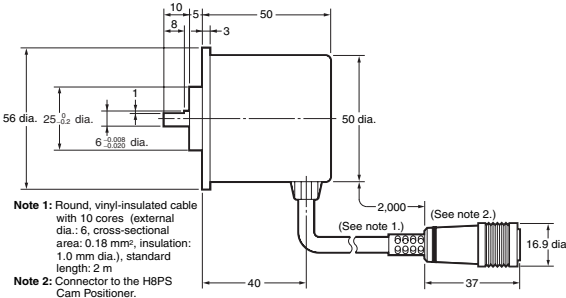 10
5
50
8
3
1
56 dia.
25 0 -0.2 dia.
50 dia.
6 -0.008 -0.020 dia.
2,000
(See note 1.)
(See note 2.)
16.9 dia
40
37
Note 1: Round, vinyl-insulated cable
with 10 cores (external
dia.: 6, cross-sectional
area: 0.18 mm², insulation:
1.0 mm dia.), standard
length: 2 m
Note 2: Connector to the H8PS
Cam Positioner.